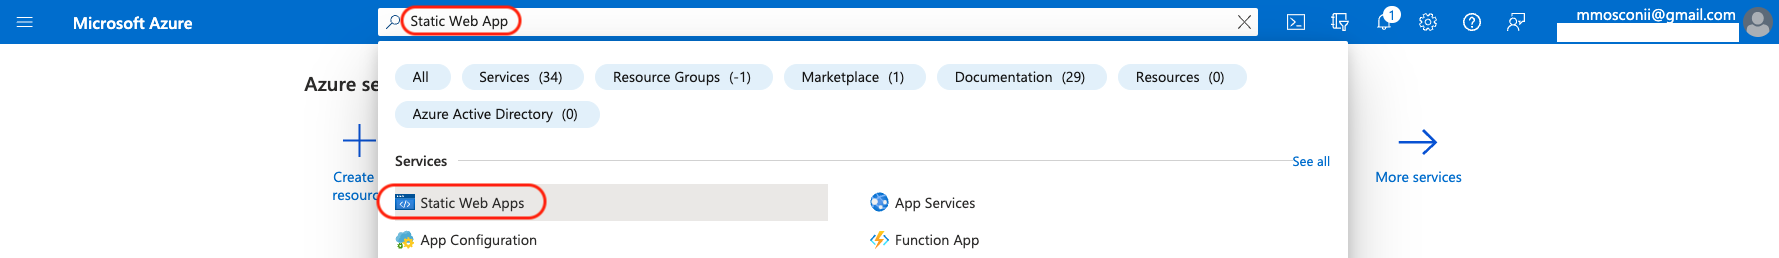 Microsoft Azure
Static Web App
1
mmosconii@gmail.com
All
Services (34)
Resource Groups (-1)
Marketplace (1)
Documentation (29)
Resources (0)
Azure Active Directory (0)
Azure se
Create
resourc
Services
See all
More services
Static Web Apps
App Services
App Configuration
Function App